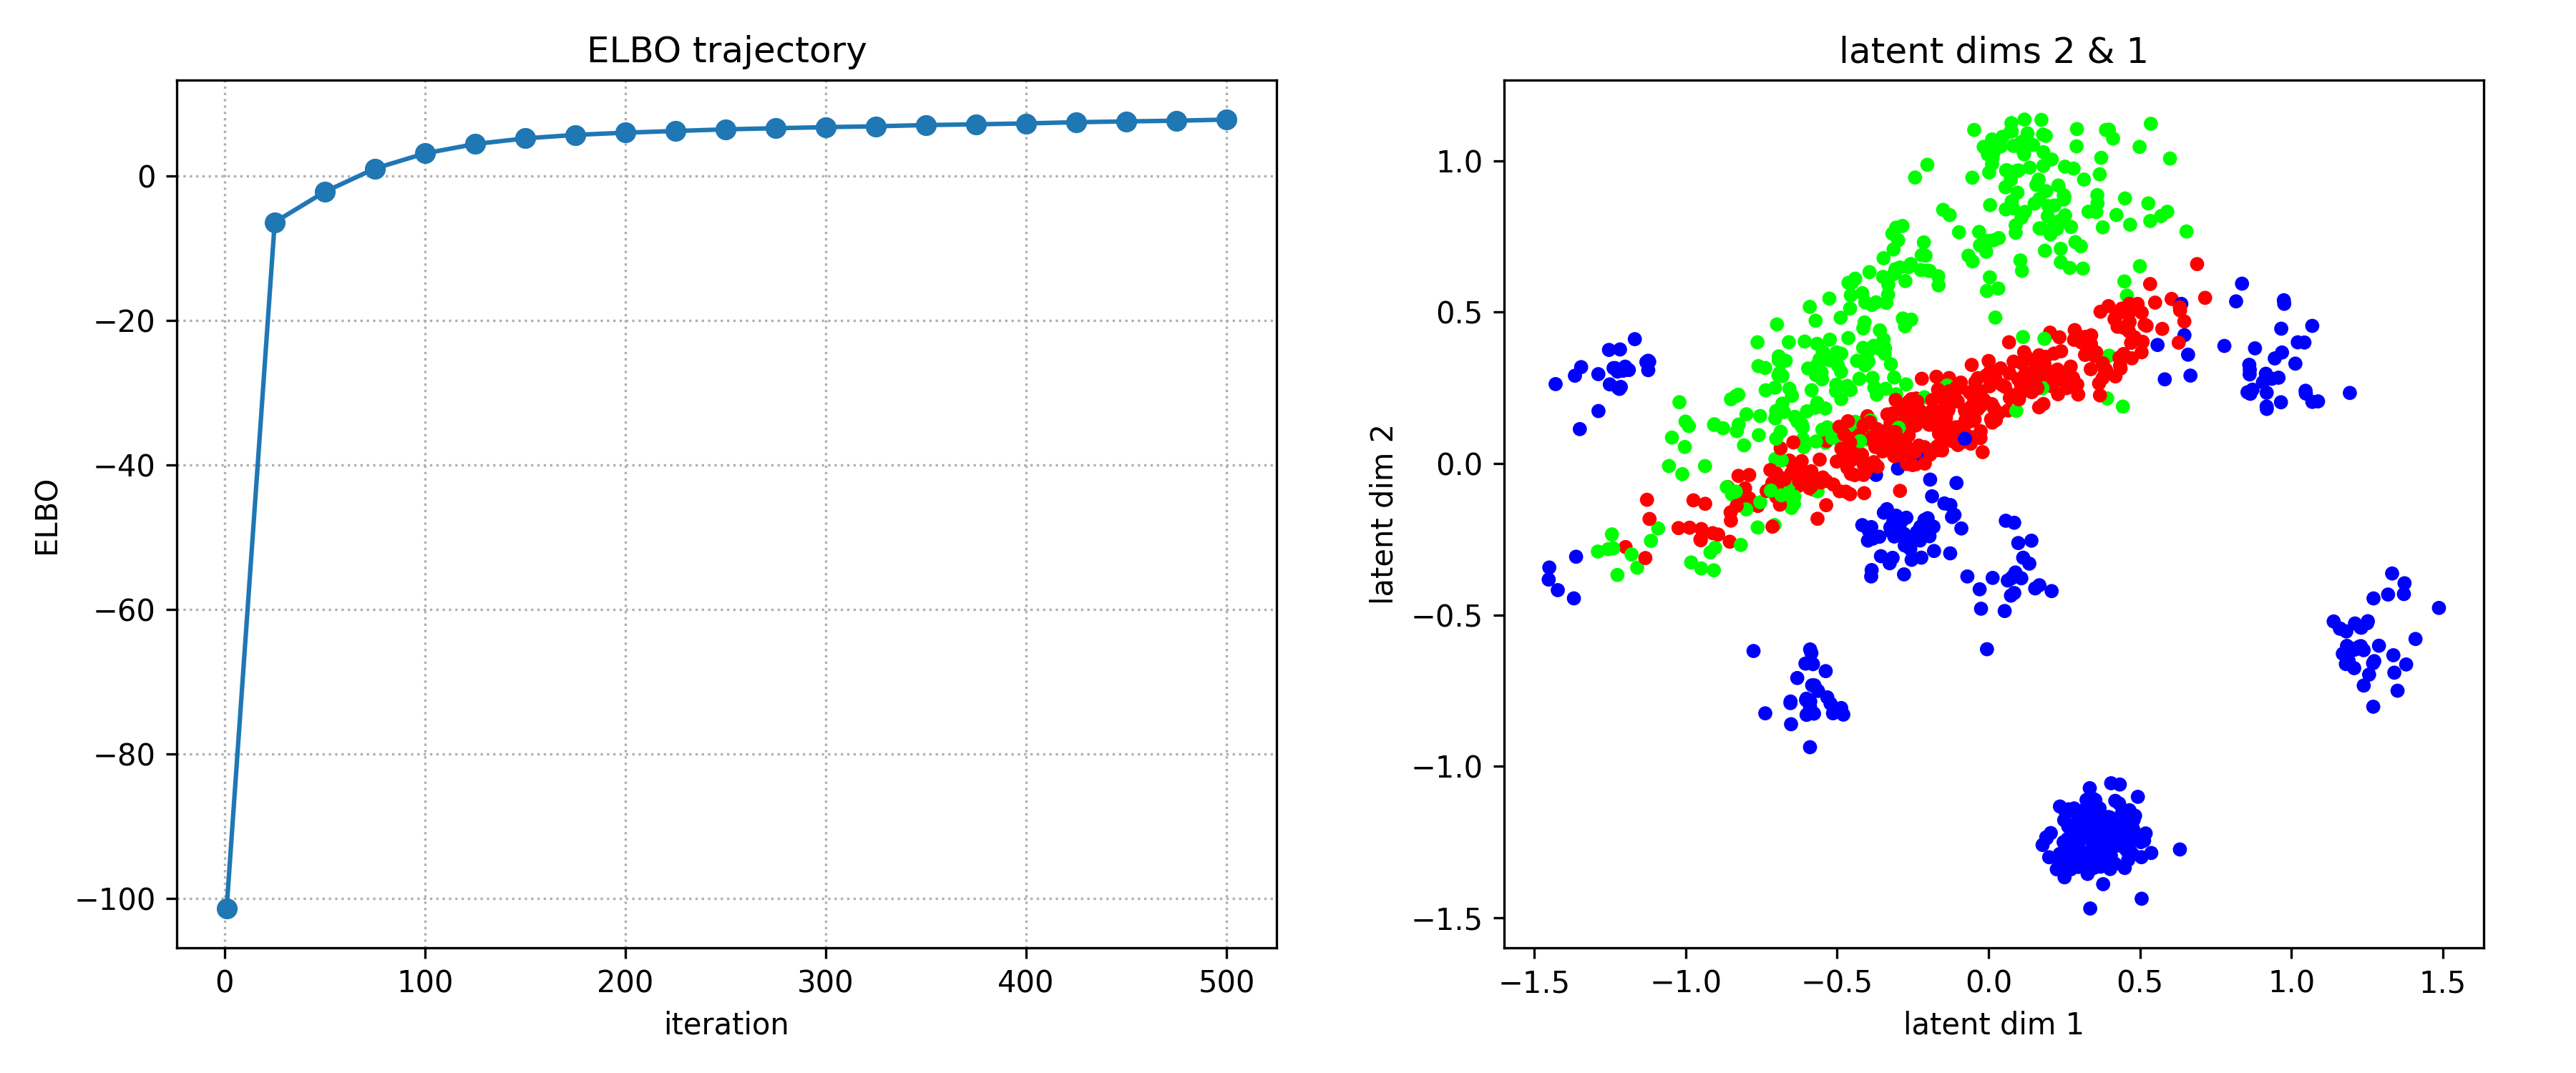 ELBO trajectory
ELBO
0
−20
−40
−60
−80
−100
0 100 200 300 400 500
iteration
latent dims 2 & 1
latent dim 2
1.0
0.5
0.0
−0.5
−1.0
−1.5
−1.5 −1.0 −0.5 0.0 0.5 1.0 1.5
latent dim 1